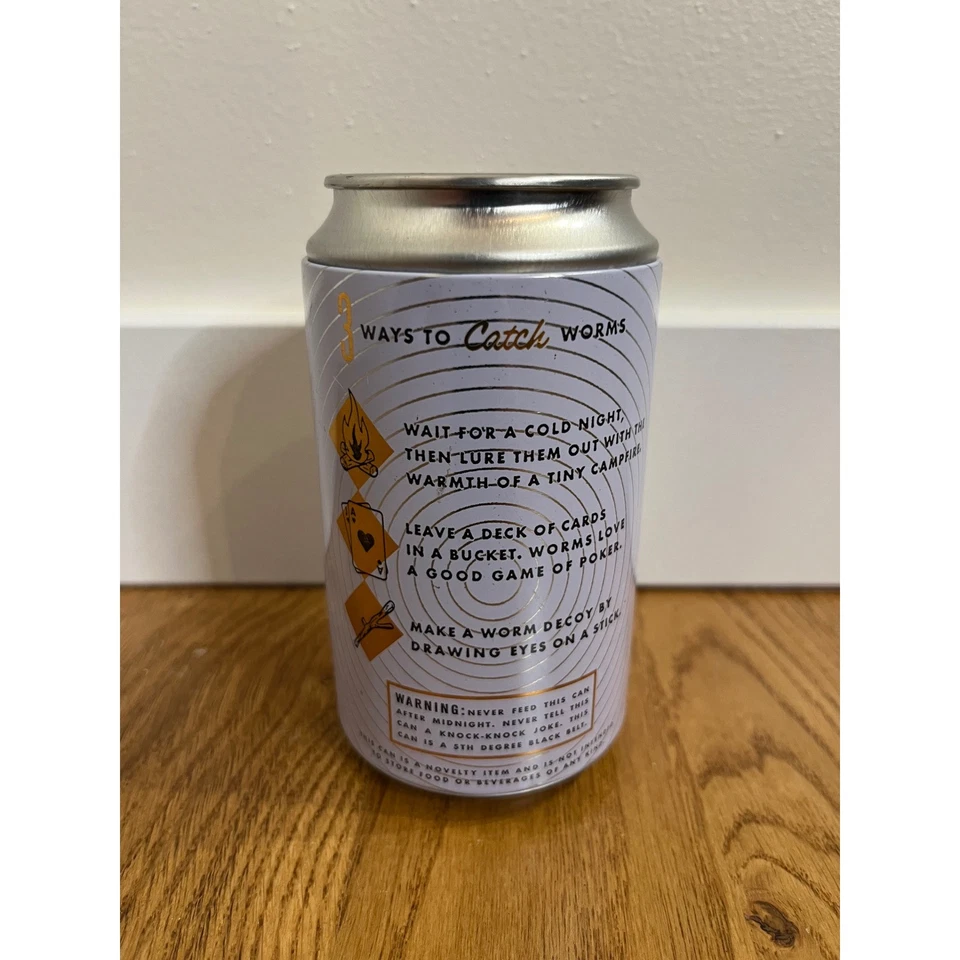 3 WAYS TO Catch WORMS
WAIT FOR A COLD NIGHT,
THEN LURE THEM OUT WITH THE
WARMTH OF A TINY CAMPFIRE.
LEAVE A DECK OF CARDS
IN A BUCKET. WORMS LOVE
A GOOD GAME OF POKER.
MAKE A WORM DECOY BY
DRAWING EYES ON A STICK.
WARNING: NEVER FEED THIS CAN
AFTER MIDNIGHT. NEVER TELL THIS
CAN A KNOCK-KNOCK JOKE. THIS
CAN IS A 5TH DEGREE BLACK BELT.
THIS CAN IS A NOVELTY ITEM AND IS NOT INTENDED
TO STORE FOOD OR BEVERAGES OF ANY KIND.
A
A